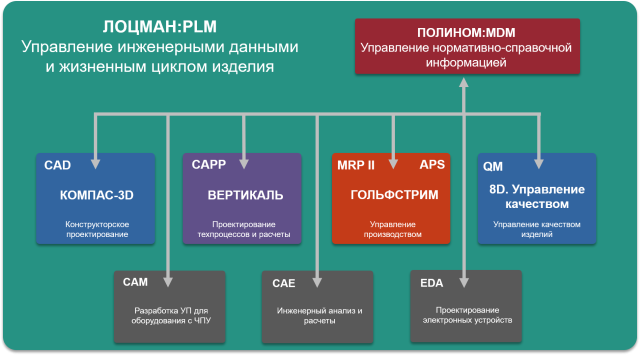 ЛОЦМАН:PLM
Управление инженерными данными
и жизненным циклом изделия
ПОЛИНОМ:MDM
Управление нормативно-справочной
информацией
CAD
КОМПАС-3D
Конструкторское
проектирование
CAPP
ВЕРТИКАЛЬ
Проектирование
техпроцессов и расчеты
MRP II APS
ГОЛЬФСТРИМ
Управление
производством
QM
8D. Управление
качеством
Управление качеством
изделий
CAM
Разработка УП для
оборудования с ЧПУ
CAE
Инженерный анализ и
расчеты
EDA
Проектирование
электронных устройств